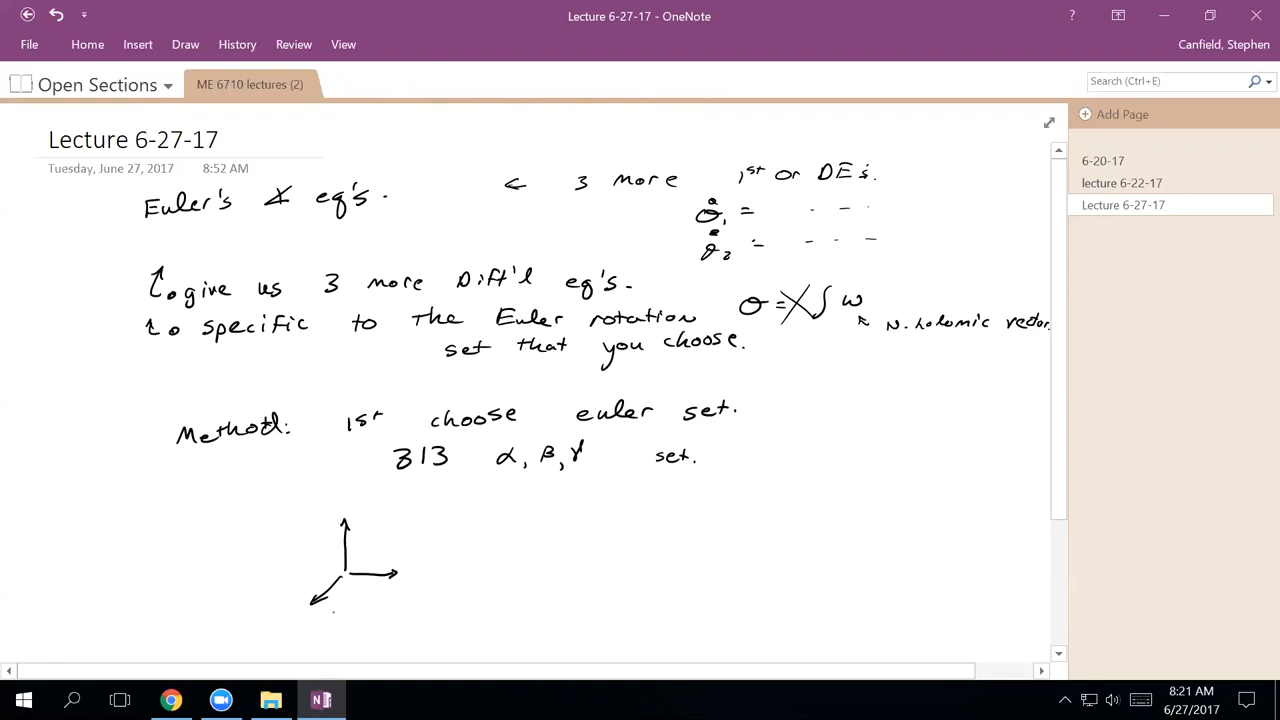 Lecture 6-27-17 - OneNote
File Home Insert Draw History Review View
Canfield, Stephen
Open Sections
ME 6710 lectures (2)
Search (Ctrl+E)
Lecture 6-27-17
Tuesday, June 27, 2017 8:52 AM
Add Page
6-20-17
lecture 6-22-17
Lecture 6-27-17
Euler's ∡ eq's.
← 3 more 1st or DE's.
θ̇₁ = . - -
θ̇₂ = - - -
↑ • give us 3 more Diff'l eq's.
↑ • specific to the Euler rotation
set that you choose.
θ = ∫ ω
N. holomic vector.
Method: 1st choose euler set.
313 α, β, γ set.
8:21 AM
6/27/2017